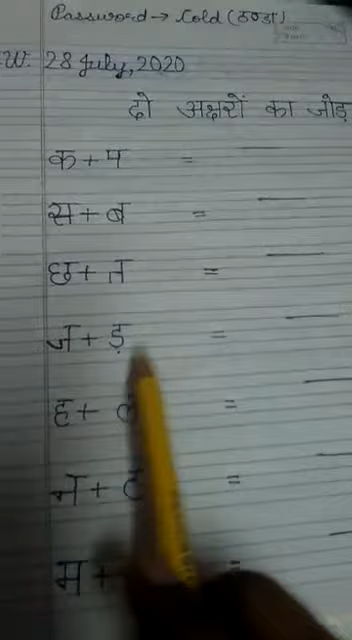 Password → Cold (ठण्डा)
W. 28 July, 2020
दो अक्षरों का जोड़
क + प =
स + ब =
छ + त =
ज + ड़ =
ह + =
न + =
म + =